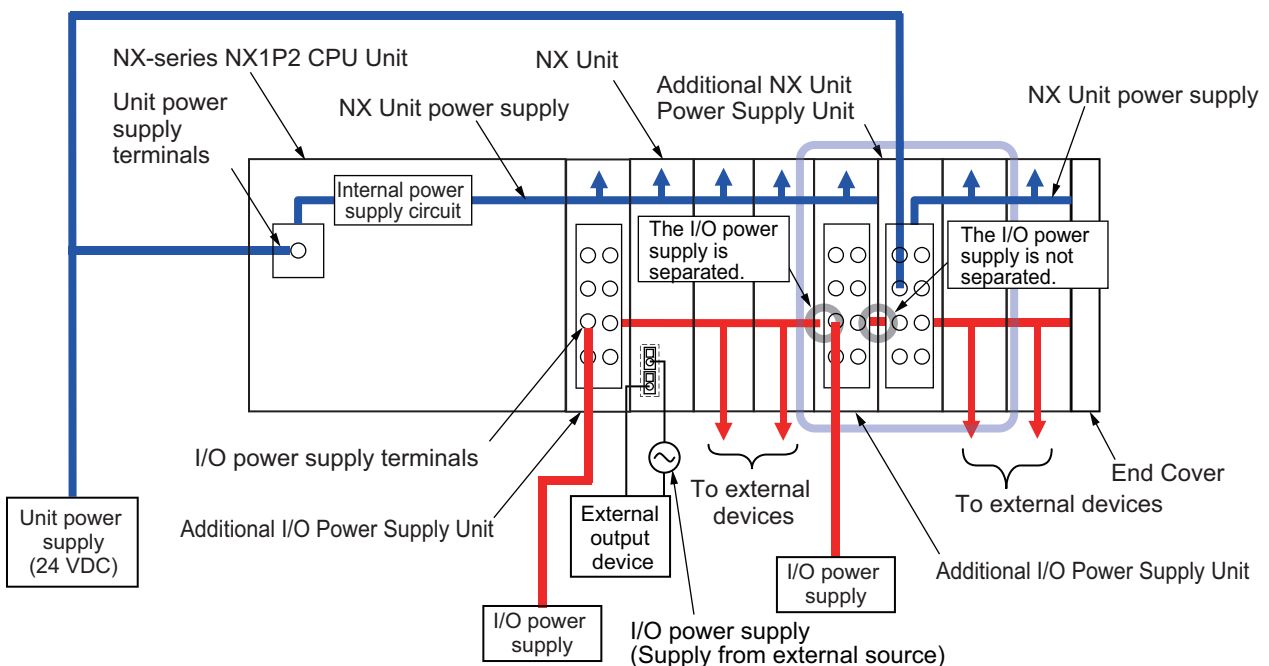 NX-series NX1P2 CPU Unit
Unit power
supply
terminals
NX Unit power supply
NX Unit
Additional NX Unit
Power Supply Unit
NX Unit power supply
Internal power
supply circuit
The I/O power
supply is
separated.
The I/O power
supply is not
separated.
I/O power supply terminals
Additional I/O Power Supply Unit
Unit power
supply
(24 VDC)
I/O power
supply
External
output
device
To external
devices
I/O power
supply
I/O power supply
(Supply from external source)
End Cover
To external devices
Additional I/O Power Supply Unit